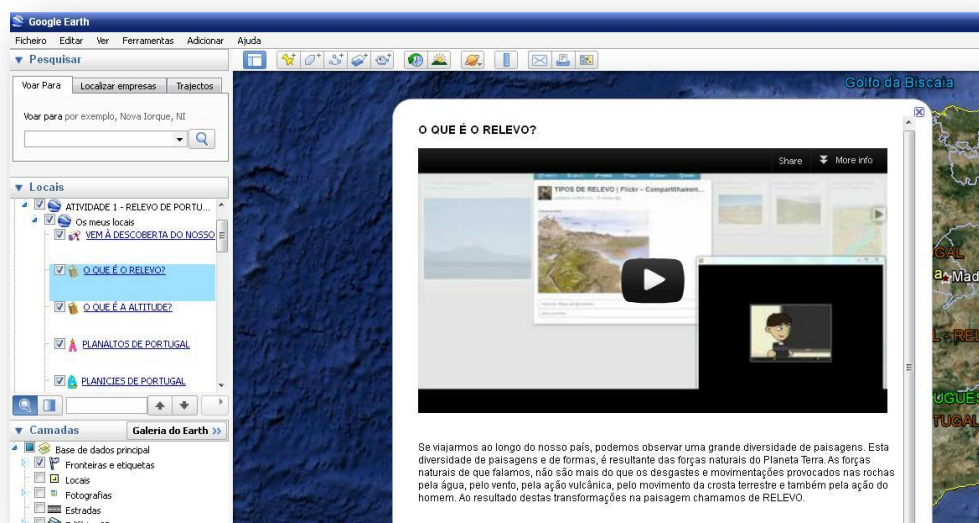 Google Earth
Ficheiro Editar Ver Ferramentas Adicionar Ajuda
Pesquisar
Voar Para Localizar empresas Trajectos
Voar para por exemplo, Nova Iorque, NI
Locais
ATIVIDADE 1 - RELEVO DE PORTU...
Os meus locais
VEM À DESCOBERTA DO NOSSO
O QUE É O RELEVO?
O QUE É A ALTITUDE?
PLANALTOS DE PORTUGAL
PLANICIES DE PORTUGAL
Camadas Galeria do Earth >>
Base de dados principal
Fronteiras e etiquetas
Locais
Fotografias
Estradas
Golfo da Biscaia
O QUE É O RELEVO?
Share More info
TIPOS DE RELEVO | Flickr – Compartilhamen...
Se viajarmos ao longo do nosso país, podemos observar uma grande diversidade de paisagens. Esta
diversidade de paisagens e de formas, é resultante das forças naturais do Planeta Terra. As forças
naturais de que falamos, não são mais do que os desgastes e movimentações provocados nas rochas
pela água, pelo vento, pela ação vulcânica, pelo movimento da crosta terrestre e também pela ação do
homem. Ao resultado destas transformações na paisagem chamamos de RELEVO.
GAL
Mad
UGUÊS
TUGAL